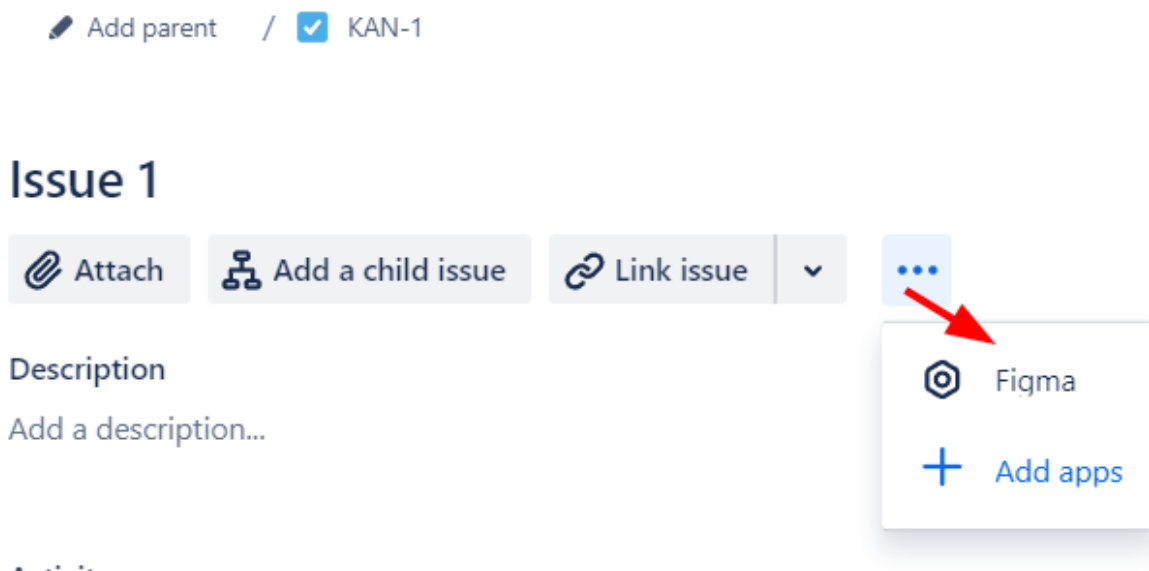 Add parent / KAN-1
Issue 1
Attach Add a child issue Link issue
Description
Figma
Add a description...
Add apps